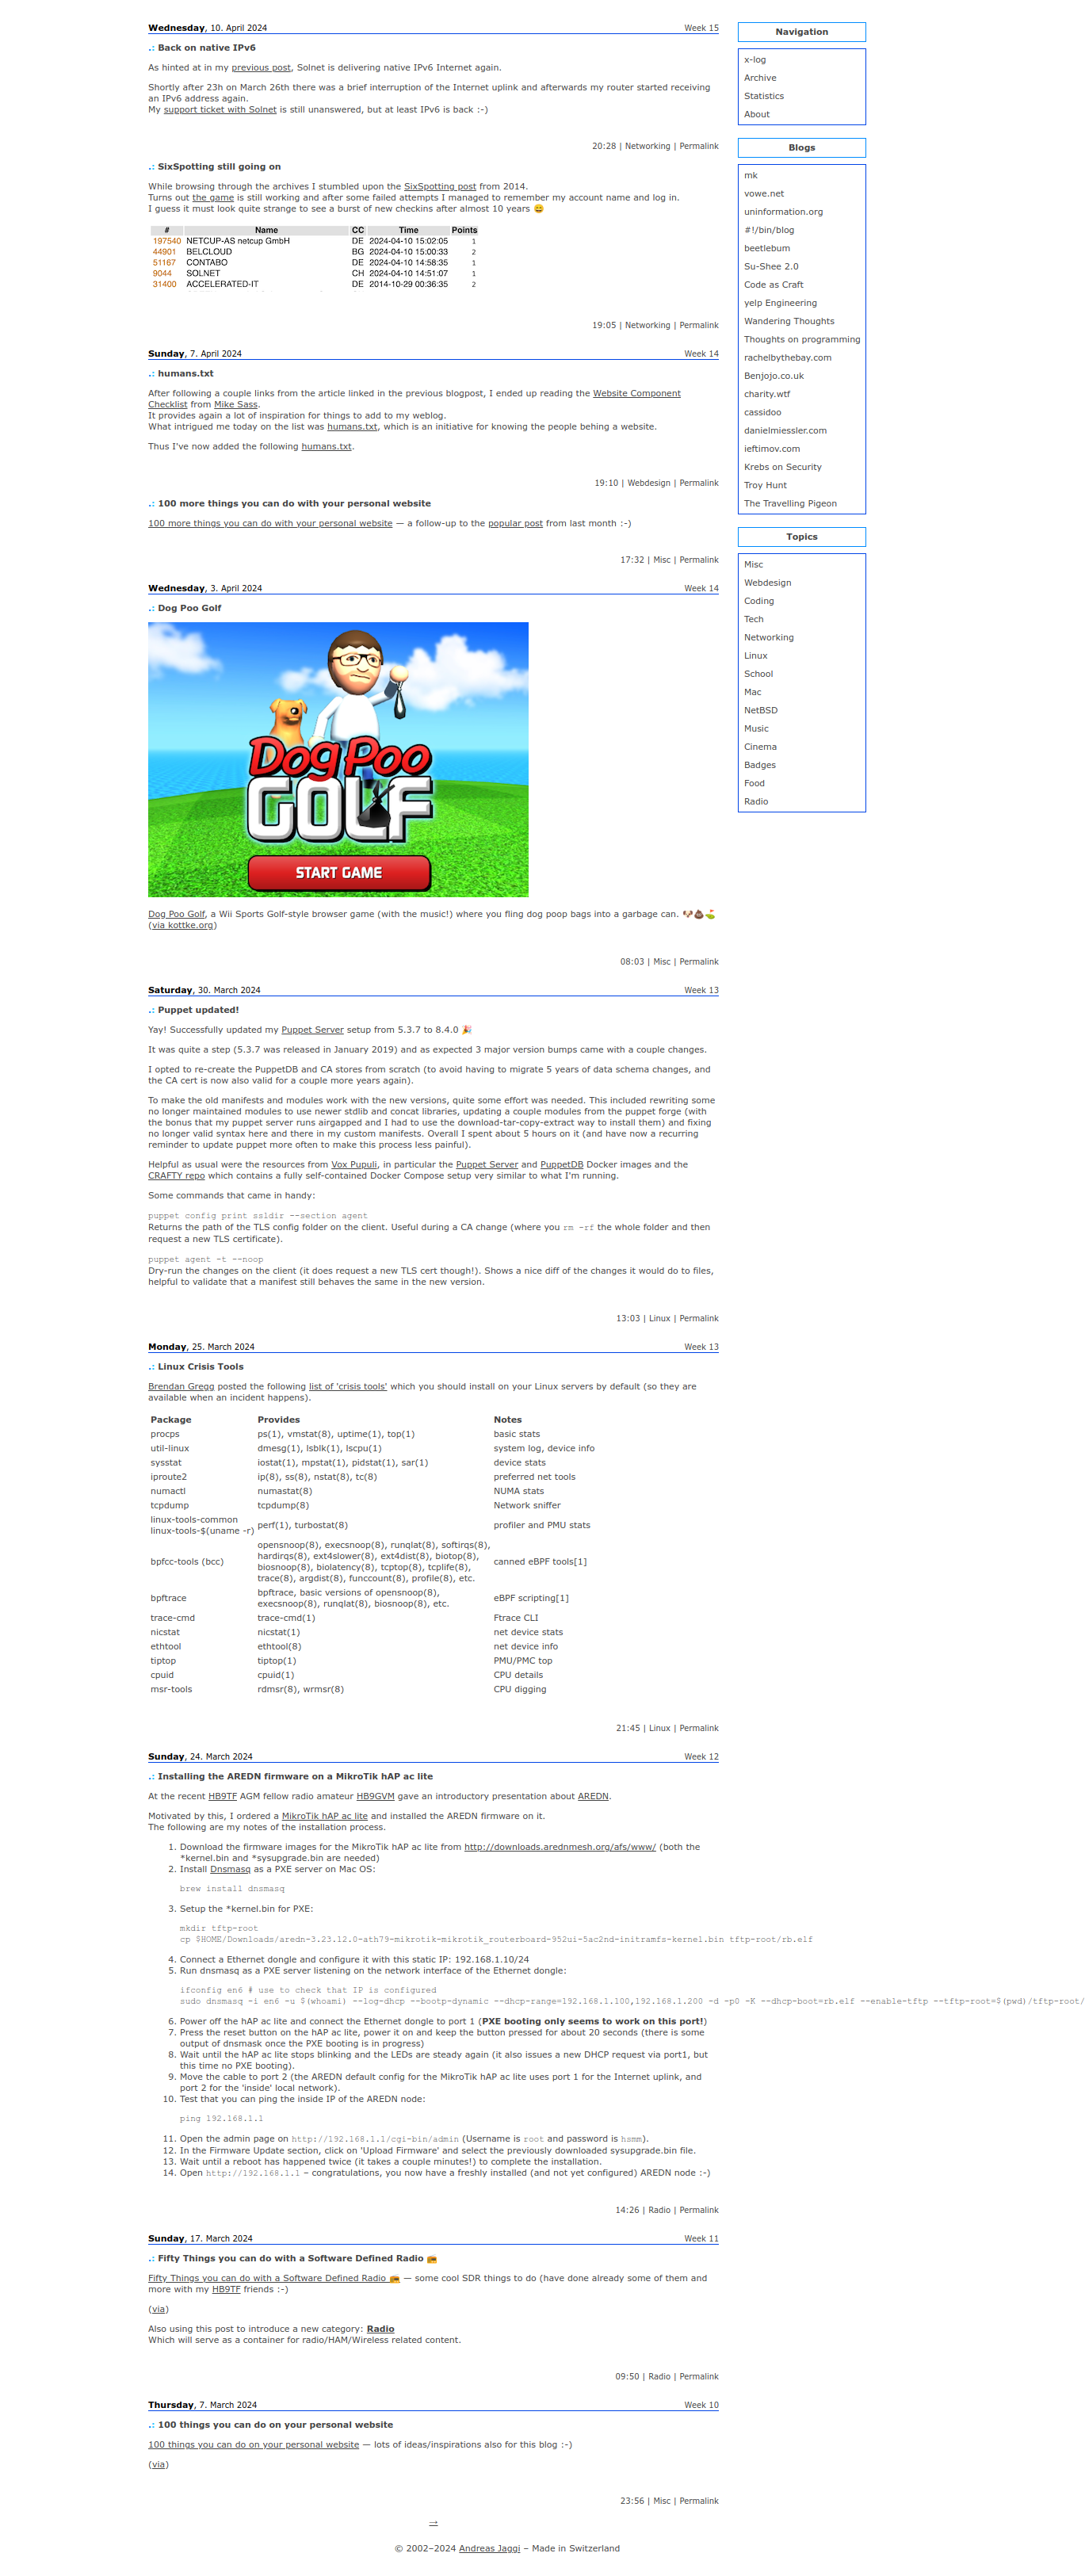 Wednesday, 10. April 2024 Week 15
.: Back on native IPv6
As hinted at in my previous post, Solnet is delivering native IPv6 Internet again.
Shortly after 23h on March 26th there was a brief interruption of the Internet uplink and afterwards my router started receiving
an IPv6 address again.
My support ticket with Solnet is still unanswered, but at least IPv6 is back :-)
20:28 | Networking | Permalink
.: SixSpotting still going on
While browsing through the archives I stumbled upon the SixSpotting post from 2014.
Turns out the game is still working and after some failed attempts I managed to remember my account name and log in.
I guess it must look quite strange to see a burst of new checkins after almost 10 years 😄
# Name CC Time Points
197540 NETCUP-AS netcup GmbH DE 2024-04-10 15:02:05 1
44901 BELCLOUD BG 2024-04-10 15:00:33 2
51167 CONTABO DE 2024-04-10 14:58:35 1
9044 SOLNET CH 2024-04-10 14:51:07 1
31400 ACCELERATED-IT DE 2014-10-29 00:36:35 2
19:05 | Networking | Permalink
Sunday, 7. April 2024 Week 14
.: humans.txt
After following a couple links from the article linked in the previous blogpost, I ended up reading the Website Component
Checklist from Mike Sass.
It provides again a lot of inspiration for things to add to my weblog.
What intrigued me today on the list was humans.txt, which is an initiative for knowing the people behing a website.
Thus I've now added the following humans.txt.
19:10 | Webdesign | Permalink
.: 100 more things you can do with your personal website
100 more things you can do with your personal website — a follow-up to the popular post from last month :-)
17:32 | Misc | Permalink
Wednesday, 3. April 2024 Week 14
.: Dog Poo Golf
Dog Poo
GOLF
START GAME
Dog Poo Golf, a Wii Sports Golf-style browser game (with the music!) where you fling dog poop bags into a garbage can. 🐶💩⛳
(via kottke.org)
08:03 | Misc | Permalink
Saturday, 30. March 2024 Week 13
.: Puppet updated!
Yay! Successfully updated my Puppet Server setup from 5.3.7 to 8.4.0 🎉
It was quite a step (5.3.7 was released in January 2019) and as expected 3 major version bumps came with a couple changes.
I opted to re-create the PuppetDB and CA stores from scratch (to avoid having to migrate 5 years of data schema changes, and
the CA cert is now also valid for a couple more years again).
To make the old manifests and modules work with the new versions, quite some effort was needed. This included rewriting some
no longer maintained modules to use newer stdlib and concat libraries, updating a couple modules from the puppet forge (with
the bonus that my puppet server runs airgapped and I had to use the download-tar-copy-extract way to install them) and fixing
no longer valid syntax here and there in my custom manifests. Overall I spent about 5 hours on it (and have now a recurring
reminder to update puppet more often to make this process less painful).
Helpful as usual were the resources from Vox Pupuli, in particular the Puppet Server and PuppetDB Docker images and the
CRAFTY repo which contains a fully self-contained Docker Compose setup very similar to what I'm running.
Some commands that came in handy:
puppet config print ssldir --section agent
Returns the path of the TLS config folder on the client. Useful during a CA change (where you rm -rf the whole folder and then
request a new TLS certificate).
puppet agent -t --noop
Dry-run the changes on the client (it does request a new TLS cert though!). Shows a nice diff of the changes it would do to files,
helpful to validate that a manifest still behaves the same in the new version.
13:03 | Linux | Permalink
Monday, 25. March 2024 Week 13
.: Linux Crisis Tools
Brendan Gregg posted the following list of 'crisis tools' which you should install on your Linux servers by default (so they are
available when an incident happens).
Package Provides Notes
procps ps(1), vmstat(8), uptime(1), top(1) basic stats
util-linux dmesg(1), lsblk(1), lscpu(1) system log, device info
sysstat iostat(1), mpstat(1), pidstat(1), sar(1) device stats
iproute2 ip(8), ss(8), nstat(8), tc(8) preferred net tools
numactl numastat(8) NUMA stats
tcpdump tcpdump(8) Network sniffer
linux-tools-common
linux-tools-$(uname -r) perf(1), turbostat(8) profiler and PMU stats
bpfcc-tools (bcc) opensnoop(8), execsnoop(8), runqlat(8), softirqs(8),
hardirqs(8), ext4slower(8), ext4dist(8), biotop(8),
biosnoop(8), biolatency(8), tcptop(8), tcplife(8),
trace(8), argdist(8), funccount(8), profile(8), etc. canned eBPF tools[1]
bpftrace bpftrace, basic versions of opensnoop(8),
execsnoop(8), runqlat(8), biosnoop(8), etc. eBPF scripting[1]
trace-cmd trace-cmd(1) Ftrace CLI
nicstat nicstat(1) net device stats
ethtool ethtool(8) net device info
tiptop tiptop(1) PMU/PMC top
cpuid cpuid(1) CPU details
msr-tools rdmsr(8), wrmsr(8) CPU digging
21:45 | Linux | Permalink
Sunday, 24. March 2024 Week 12
.: Installing the AREDN firmware on a MikroTik hAP ac lite
At the recent HB9TF AGM fellow radio amateur HB9GVM gave an introductory presentation about AREDN.
Motivated by this, I ordered a MikroTik hAP ac lite and installed the AREDN firmware on it.
The following are my notes of the installation process.
1. Download the firmware images for the MikroTik hAP ac lite from http://downloads.arednmesh.org/afs/www/ (both the
*kernel.bin and *sysupgrade.bin are needed)
2. Install Dnsmasq as a PXE server on Mac OS:
brew install dnsmasq
3. Setup the *kernel.bin for PXE:
mkdir tftp-root
cp $HOME/Downloads/aredn-3.23.12.0-ath79-mikrotik-mikrotik_routerboard-952ui-5ac2nd-initramfs-kernel.bin tftp-root/rb.elf
4. Connect a Ethernet dongle and configure it with this static IP: 192.168.1.10/24
5. Run dnsmasq as a PXE server listening on the network interface of the Ethernet dongle:
ifconfig en6 # use to check that IP is configured
sudo dnsmasq -i en6 -u $(whoami) --log-dhcp --bootp-dynamic --dhcp-range=192.168.1.100,192.168.1.200 -d -p0 -K --dhcp-boot=rb.elf --enable-tftp --tftp-root=$(pwd)/tftp-root/
6. Power off the hAP ac lite and connect the Ethernet dongle to port 1 (PXE booting only seems to work on this port!)
7. Press the reset button on the hAP ac lite, power it on and keep the button pressed for about 20 seconds (there is some
output of dnsmask once the PXE booting is in progress)
8. Wait until the hAP ac lite stops blinking and the LEDs are steady again (it also issues a new DHCP request via port1, but
this time no PXE booting).
9. Move the cable to port 2 (the AREDN default config for the MikroTik hAP ac lite uses port 1 for the Internet uplink, and
port 2 for the 'inside' local network).
10. Test that you can ping the inside IP of the AREDN node:
ping 192.168.1.1
11. Open the admin page on http://192.168.1.1/cgi-bin/admin (Username is root and password is hsmm).
12. In the Firmware Update section, click on 'Upload Firmware' and select the previously downloaded sysupgrade.bin file.
13. Wait until a reboot has happened twice (it takes a couple minutes!) to complete the installation.
14. Open http://192.168.1.1 – congratulations, you now have a freshly installed (and not yet configured) AREDN node :-)
14:26 | Radio | Permalink
Sunday, 17. March 2024 Week 11
.: Fifty Things you can do with a Software Defined Radio 📻
Fifty Things you can do with a Software Defined Radio 📻 — some cool SDR things to do (have done already some of them and
more with my HB9TF friends :-)
(via)
Also using this post to introduce a new category: Radio
Which will serve as a container for radio/HAM/Wireless related content.
09:50 | Radio | Permalink
Thursday, 7. March 2024 Week 10
.: 100 things you can do on your personal website
100 things you can do on your personal website — lots of ideas/inspirations also for this blog :-)
(via)
23:56 | Misc | Permalink
→
© 2002–2024 Andreas Jaggi – Made in Switzerland
Navigation
x-log
Archive
Statistics
About
Blogs
mk
vowe.net
uninformation.org
#!/bin/blog
beetlebum
Su-Shee 2.0
Code as Craft
yelp Engineering
Wandering Thoughts
Thoughts on programming
rachelbythebay.com
Benjojo.co.uk
charity.wtf
cassidoo
danielmiessler.com
ieftimov.com
Krebs on Security
Troy Hunt
The Travelling Pigeon
Topics
Misc
Webdesign
Coding
Tech
Networking
Linux
School
Mac
NetBSD
Music
Cinema
Badges
Food
Radio